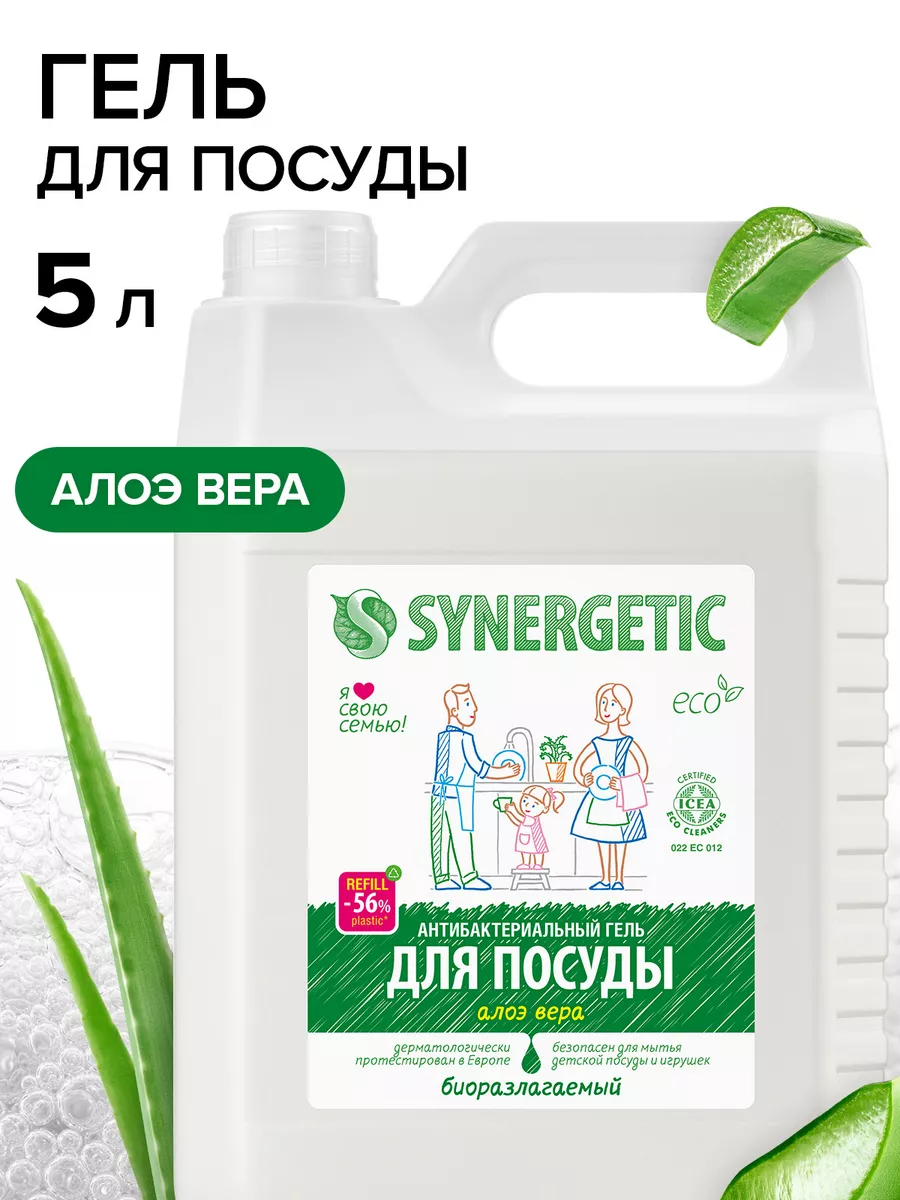 ГЕЛЬ
ДЛЯ ПОСУДЫ
5 л
АЛОЭ ВЕРА
SYNERGETIC
я
свою
семью!
eco
CERTIFIED
ICEA
ECO CLEANERS
022 EC 012
REFILL
-56%
plastic*
АНТИБАКТЕРИАЛЬНЫЙ ГЕЛЬ
ДЛЯ ПОСУДЫ
алоэ вера
дерматологически
протестирован в Европе
безопасен для мытья
детской посуды и игрушек
биоразлагаемый